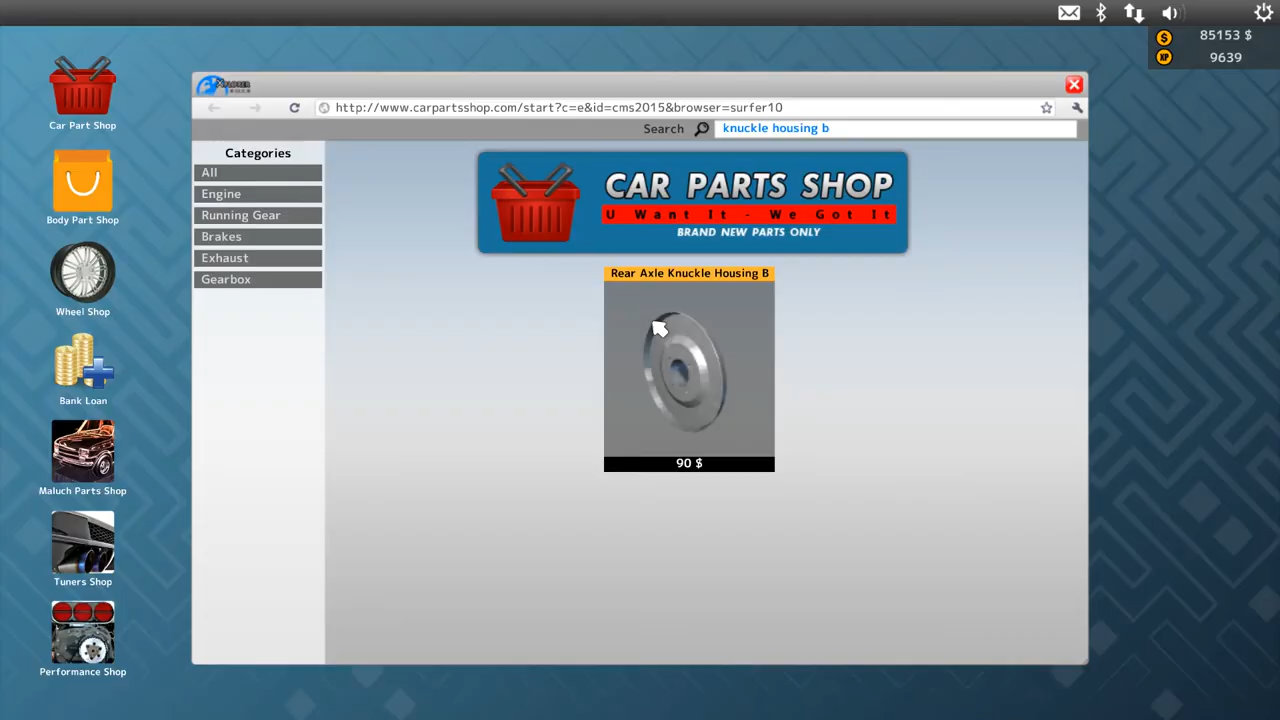 85153 $
9639
Car Part Shop
Body Part Shop
Wheel Shop
Bank Loan
Maluch Parts Shop
Tuners Shop
Performance Shop
http://www.carpartsshop.com/start?c=e&id=cms2015&browser=surfer10
Search knuckle housing b
Categories
All
Engine
Running Gear
Brakes
Exhaust
Gearbox
CAR PARTS SHOP
U Want It - We Got It
BRAND NEW PARTS ONLY
Rear Axle Knuckle Housing B
90 $